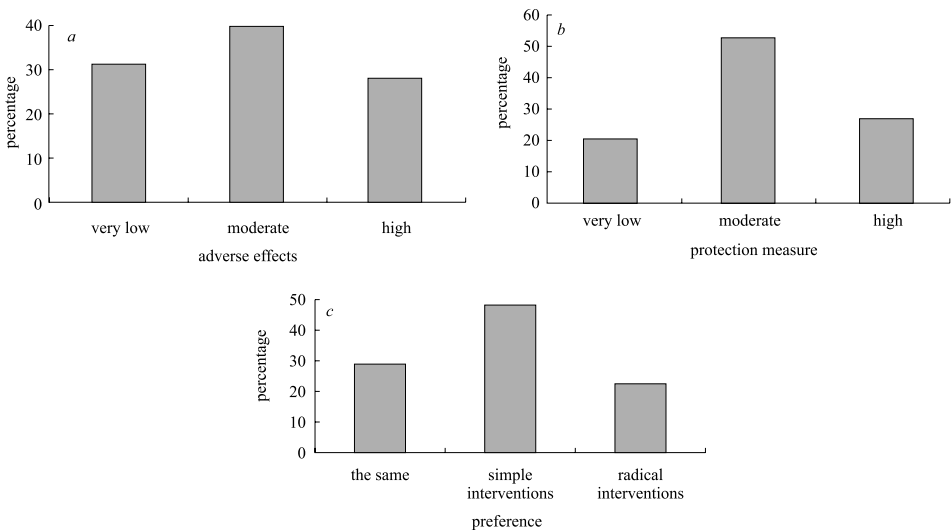 a
percentage
40
30
20
10
0
very low moderate high
adverse effects
b
percentage
60
50
40
30
20
10
0
very low moderate high
protection measure
c
percentage
50
40
30
20
10
0
the same simple interventions radical interventions
preference